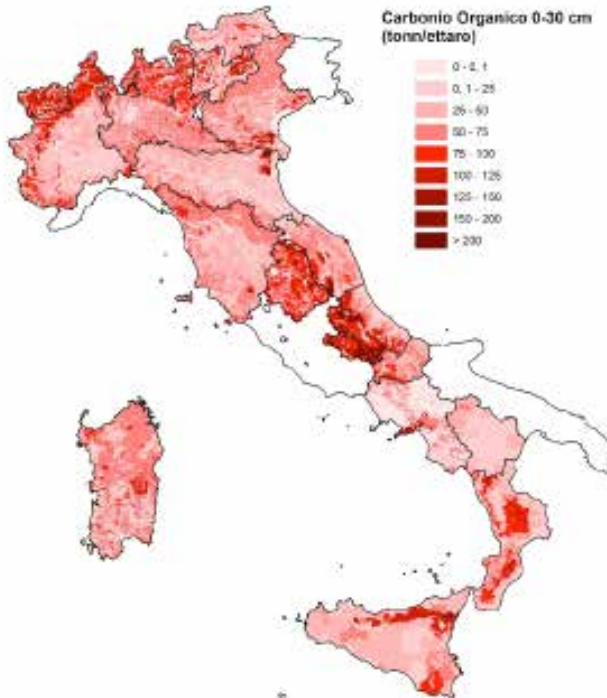 Carbonio Organico 0-30 cm
(tonn/ettaro)
0 - 0, 1
0, 1 - 25
25 - 50
50 - 75
75 - 100
100 - 125
125 - 150
150 - 200
> 200